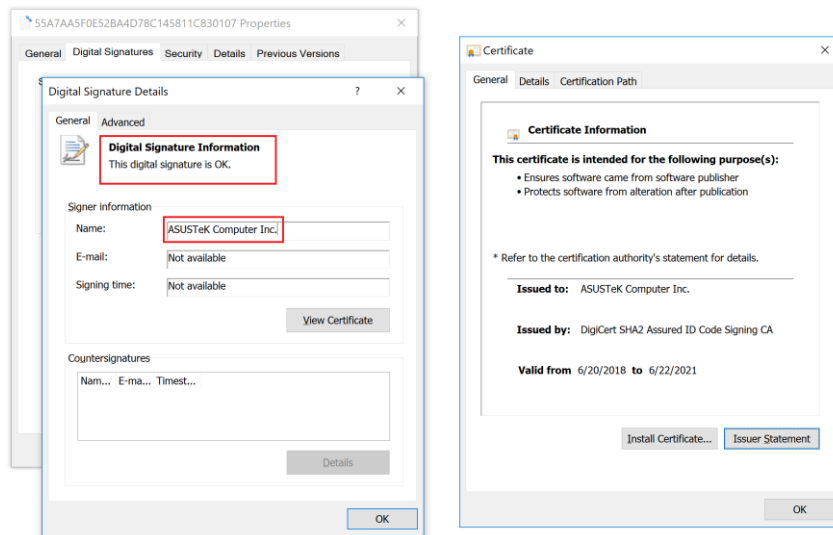 55A7AA5F0E52BA4D78C145811C830107 Properties
General Digital Signatures Security Details Previous Versions
S
Digital Signature Details
General Advanced
Digital Signature Information
This digital signature is OK.
Signer information
Name: ASUSTeK Computer Inc.
E-mail: Not available
Signing time: Not available
View Certificate
Countersignatures
Nam... E-ma... Timest...
Details
OK
Certificate
General Details Certification Path
Certificate Information
This certificate is intended for the following purpose(s):
• Ensures software came from software publisher
• Protects software from alteration after publication
* Refer to the certification authority's statement for details.
Issued to: ASUSTeK Computer Inc.
Issued by: DigiCert SHA2 Assured ID Code Signing CA
Valid from 6/20/2018 to 6/22/2021
Install Certificate... Issuer Statement
OK